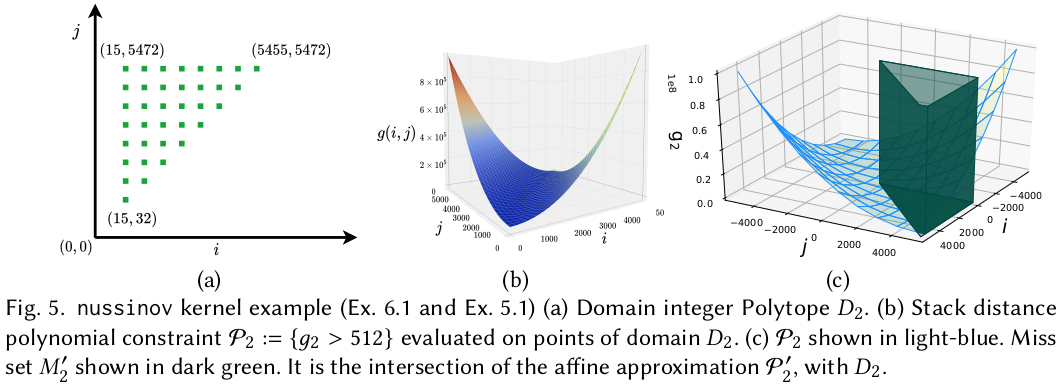 j
(15, 5472)
(5455, 5472)
(15, 32)
(0, 0)
i
(a)
8 × 10⁵
6 × 10⁵
g(i, j) 4 × 10⁵
2 × 10⁵
0
5000
4000
3000
2000
1000
0
j
0
1000
2000
3000
4000
50
i
(b)
1e8
1.0
0.8
0.6
0.4
0.2
0.0
g₂
−4000
−2000
0
2000
4000
j
−4000
−2000
0
2000
4000
i
(c)
Fig. 5. nussinov kernel example (Ex. 6.1 and Ex. 5.1) (a) Domain integer Polytope D₂. (b) Stack distance
polynomial constraint 𝒫₂ := {g₂ > 512} evaluated on points of domain D₂. (c) 𝒫₂ shown in light-blue. Miss
set M′₂ shown in dark green. It is the intersection of the affine approximation 𝒫′₂, with D₂.